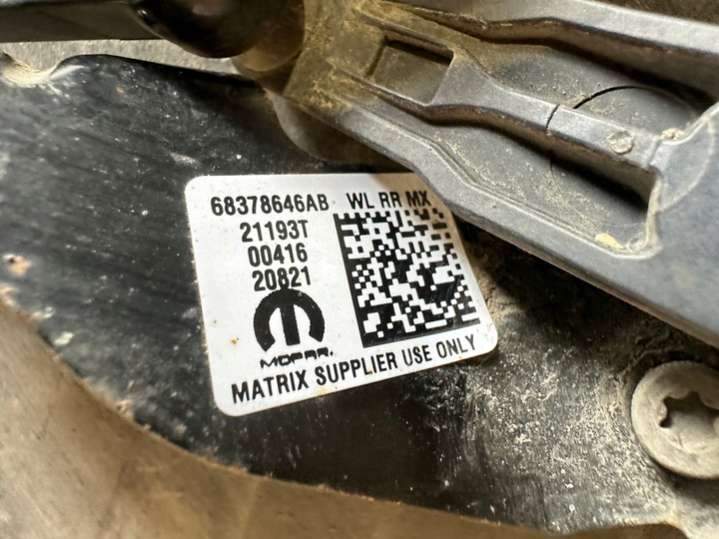 68378646AB WL RR MX
21193T
00416
20821
MOPAR.
MATRIX SUPPLIER USE ONLY